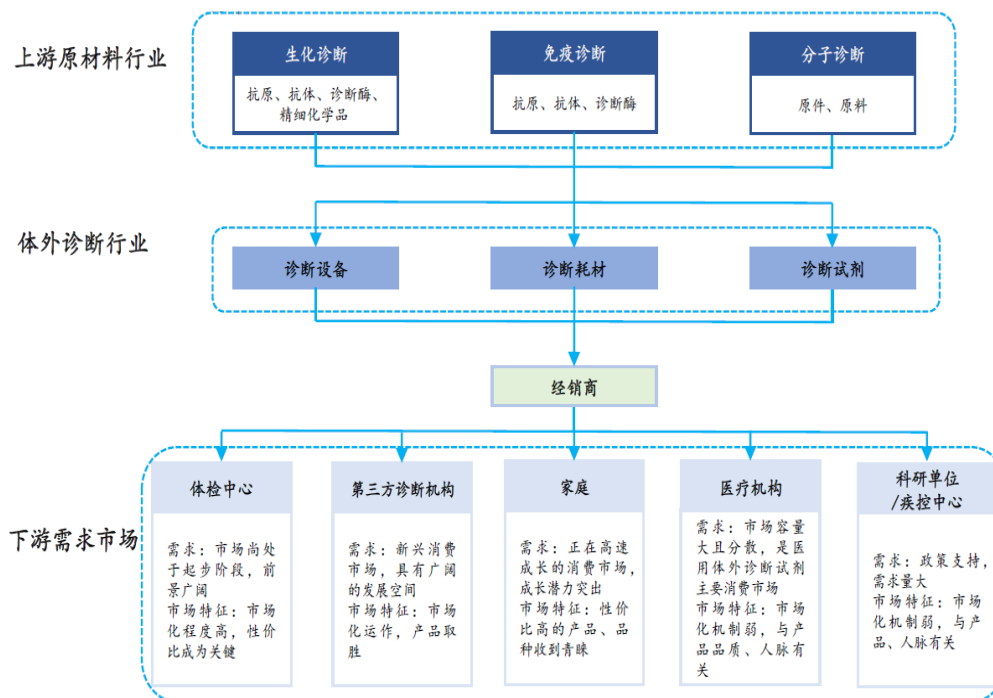 上游原材料行业
生化诊断
抗原、抗体、诊断酶、
精细化学品
免疫诊断
抗原、抗体、诊断酶
分子诊断
原件、原料
体外诊断行业
诊断设备
诊断耗材
诊断试剂
经销商
下游需求市场
体检中心
需求：市场尚处
于起步阶段，前
景广阔
市场特征：市场
化程度高，性价
比成为关键
第三方诊断机构
需求：新兴消费
市场，具有广阔
的发展空间
市场特征：市场
化运作，产品取
胜
家庭
需求：正在高速
成长的消费市场，
成长潜力突出
市场特征：性价
比高的产品、品
种收到青睐
医疗机构
需求：市场容量
大且分散，是医
用体外诊断试剂
主要消费市场
市场特征：市场
化机制弱，与产
品品质、人脉有
关
科研单位
/疾控中心
需求：政策支持，
需求量大
市场特征：市场
化机制弱，与产
品、人脉有关